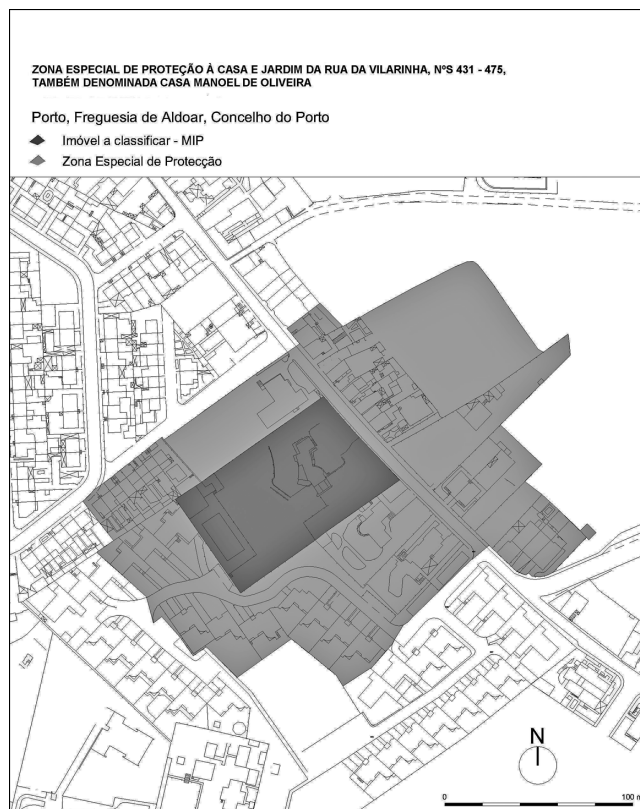 ZONA ESPECIAL DE PROTEÇÃO À CASA E JARDIM DA RUA DA VILARINHA, NºS 431 - 475,
TAMBÉM DENOMINADA CASA MANOEL DE OLIVEIRA
Porto, Freguesia de Aldoar, Concelho do Porto
Imóvel a classificar - MIP
Zona Especial de Protecção
N
0 100 m